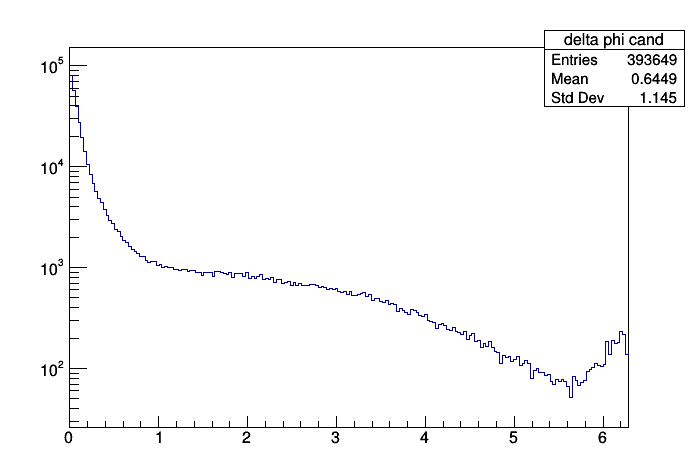 delta phi cand
Entries 393649
Mean 0.6449
Std Dev 1.145
10^5
10^4
10^3
10^2
0 1 2 3 4 5 6